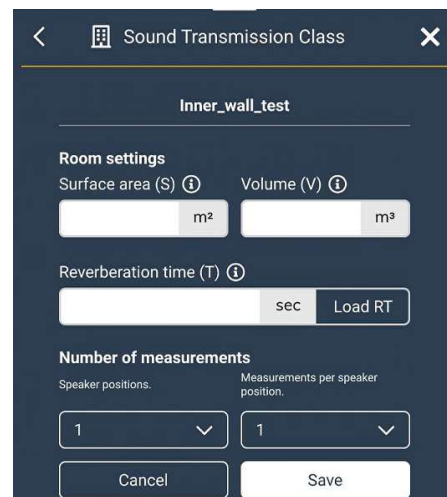 Sound Transmission Class
Inner_wall_test
Room settings
Surface area (S) Volume (V)
m² m³
Reverberation time (T)
sec Load RT
Number of measurements
Speaker positions. Measurements per speaker
position.
1 1
Cancel Save